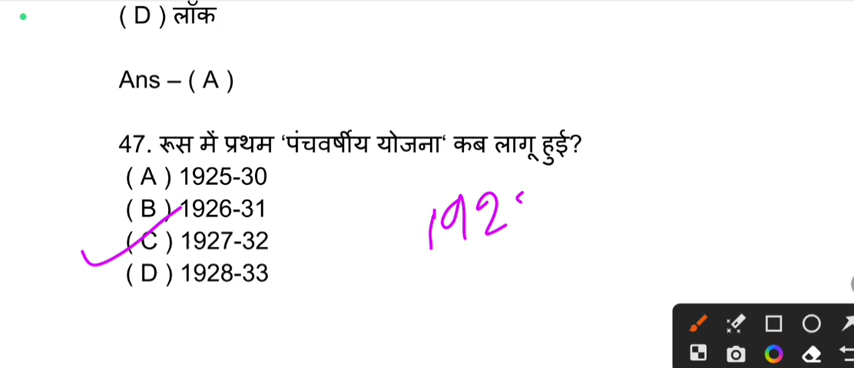 ( D ) लॉक
Ans – ( A )
47. रूस में प्रथम ‘पंचवर्षीय योजना‘ कब लागू हुई?
( A ) 1925-30
( B ) 1926-31
( C ) 1927-32
( D ) 1928-33
192